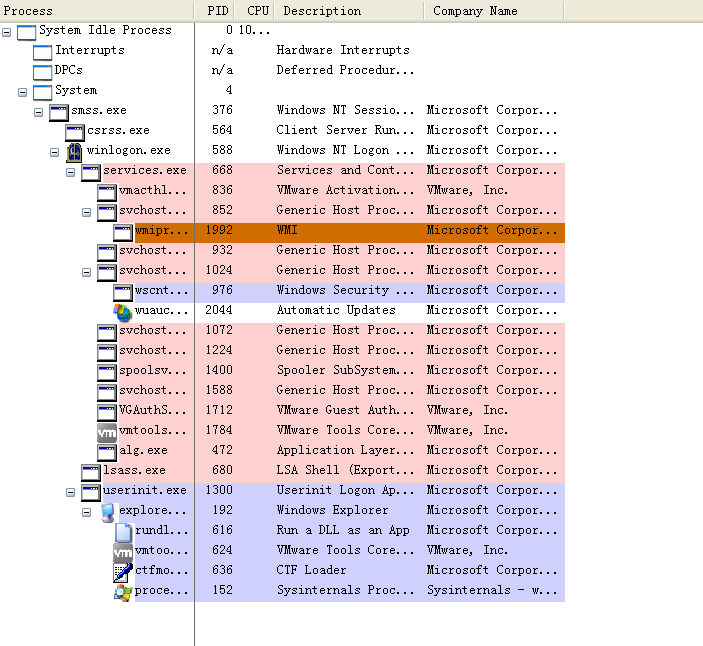 Process PID CPU Description Company Name
System Idle Process 0 10...
Interrupts n/a Hardware Interrupts
DPCs n/a Deferred Procedur...
System 4
smss.exe 376 Windows NT Sessio... Microsoft Corpor...
csrss.exe 564 Client Server Run... Microsoft Corpor...
winlogon.exe 588 Windows NT Logon ... Microsoft Corpor...
services.exe 668 Services and Cont... Microsoft Corpor...
vmacthl... 836 VMware Activation... VMware, Inc.
svchost... 852 Generic Host Proc... Microsoft Corpor...
wmipr... 1992 WMI Microsoft Corpor...
svchost... 932 Generic Host Proc... Microsoft Corpor...
svchost... 1024 Generic Host Proc... Microsoft Corpor...
wscnt... 976 Windows Security ... Microsoft Corpor...
wuauc... 2044 Automatic Updates Microsoft Corpor...
svchost... 1072 Generic Host Proc... Microsoft Corpor...
svchost... 1224 Generic Host Proc... Microsoft Corpor...
spoolsv... 1400 Spooler SubSystem... Microsoft Corpor...
svchost... 1588 Generic Host Proc... Microsoft Corpor...
VGAuthS... 1712 VMware Guest Auth... VMware, Inc.
vm vmtools... 1784 VMware Tools Core... VMware, Inc.
alg.exe 472 Application Layer... Microsoft Corpor...
lsass.exe 680 LSA Shell (Export... Microsoft Corpor...
userinit.exe 1300 Userinit Logon Ap... Microsoft Corpor...
explore... 192 Windows Explorer Microsoft Corpor...
rundl... 616 Run a DLL as an App Microsoft Corpor...
vm vmtoo... 624 VMware Tools Core... VMware, Inc.
ctfmo... 636 CTF Loader Microsoft Corpor...
proce... 152 Sysinternals Proc... Sysinternals - w...